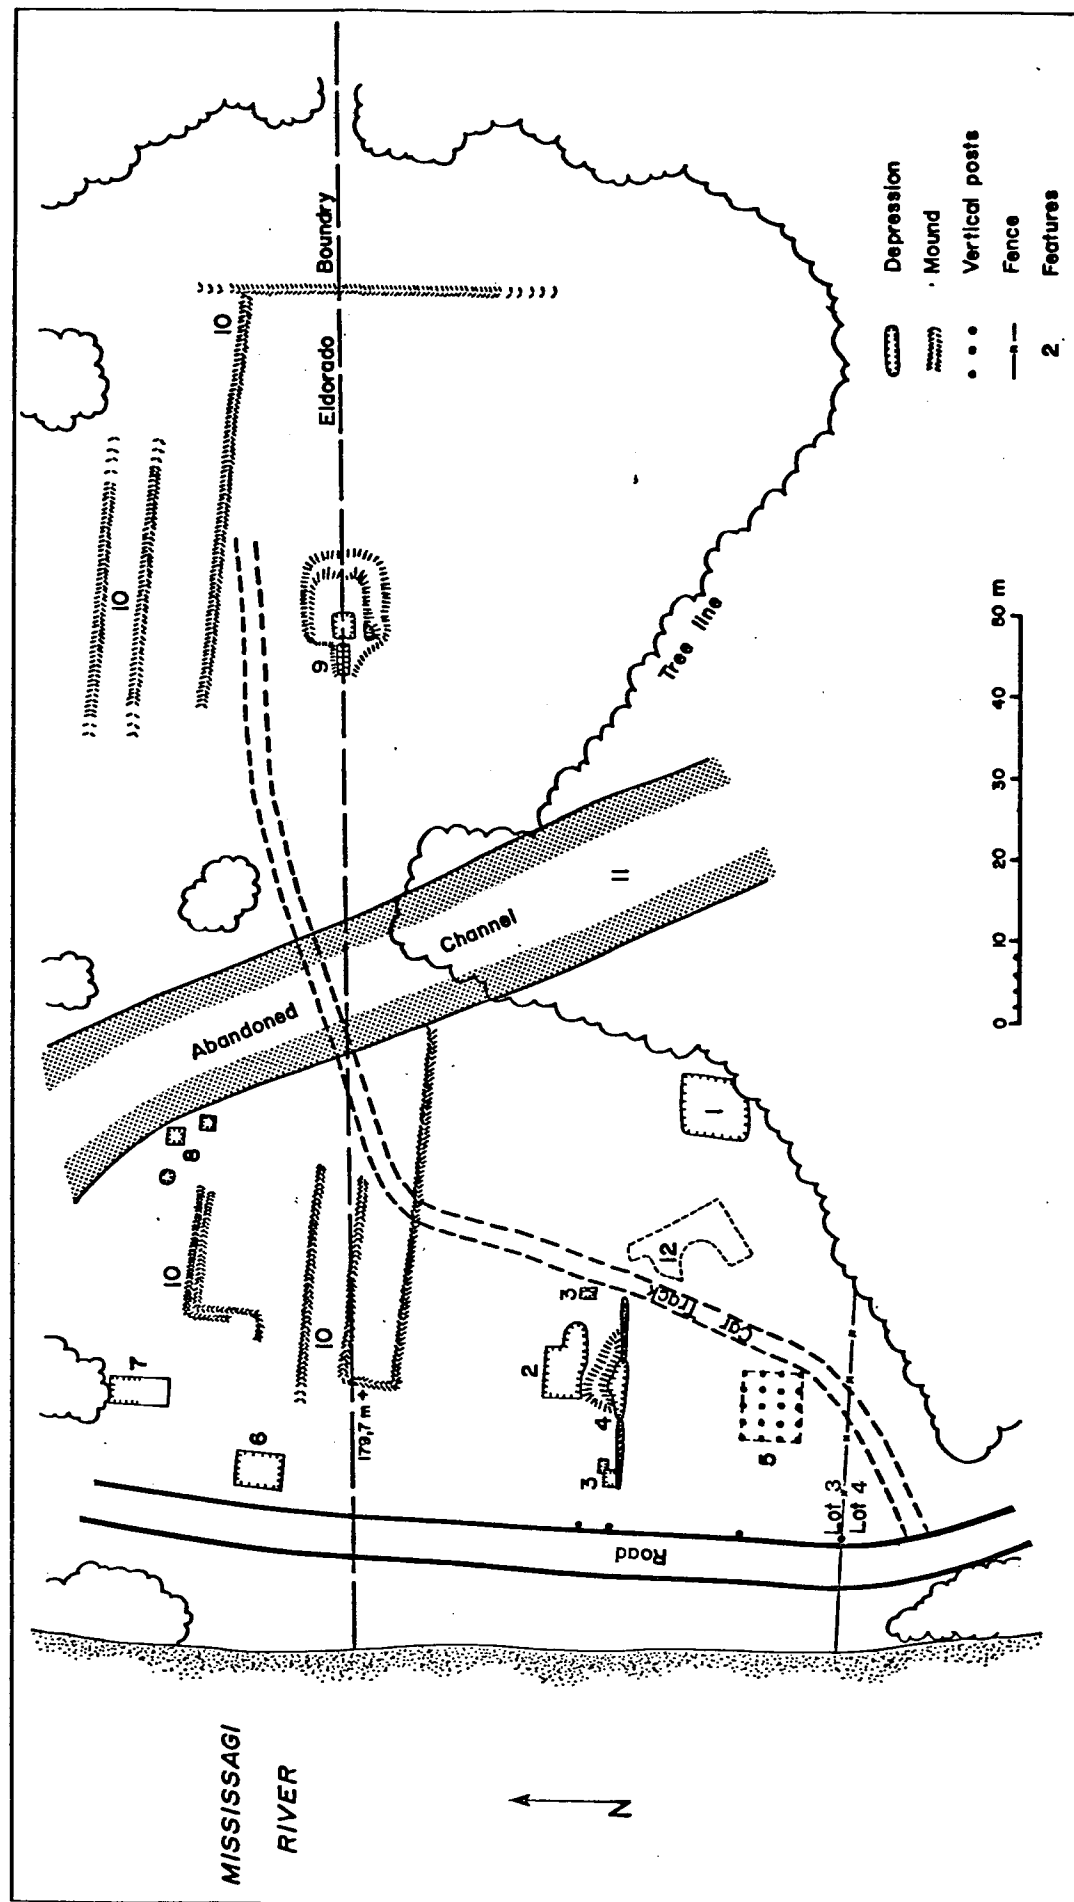 MISSISSAGI
RIVER
N
Road
Lot 3
Lot 4
Car Track
179,7 m +
Eldorado Boundry
Abandoned Channel
Tree line
1
2
3
3
4
5
6
7
8
9
10
10
10
10
11
12
0 10 20 30 40 50 m
Depression
Mound
Vertical posts
Fence
2 Features